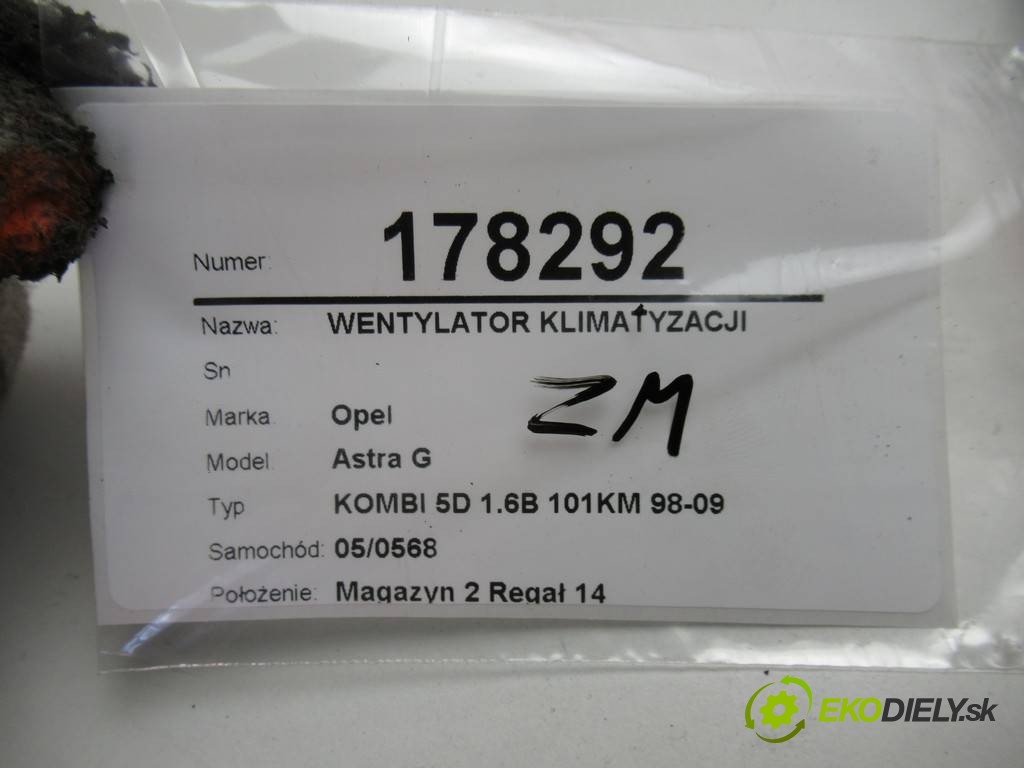 Numer: 178292
Nazwa: WENTYLATOR KLIMATYZACJI
Sn
ZM
Marka Opel
Model Astra G
Typ KOMBI 5D 1.6B 101KM 98-09
Samochód: 05/0568
Położenie: Magazyn 2 Regał 14
EKODIELY.sk